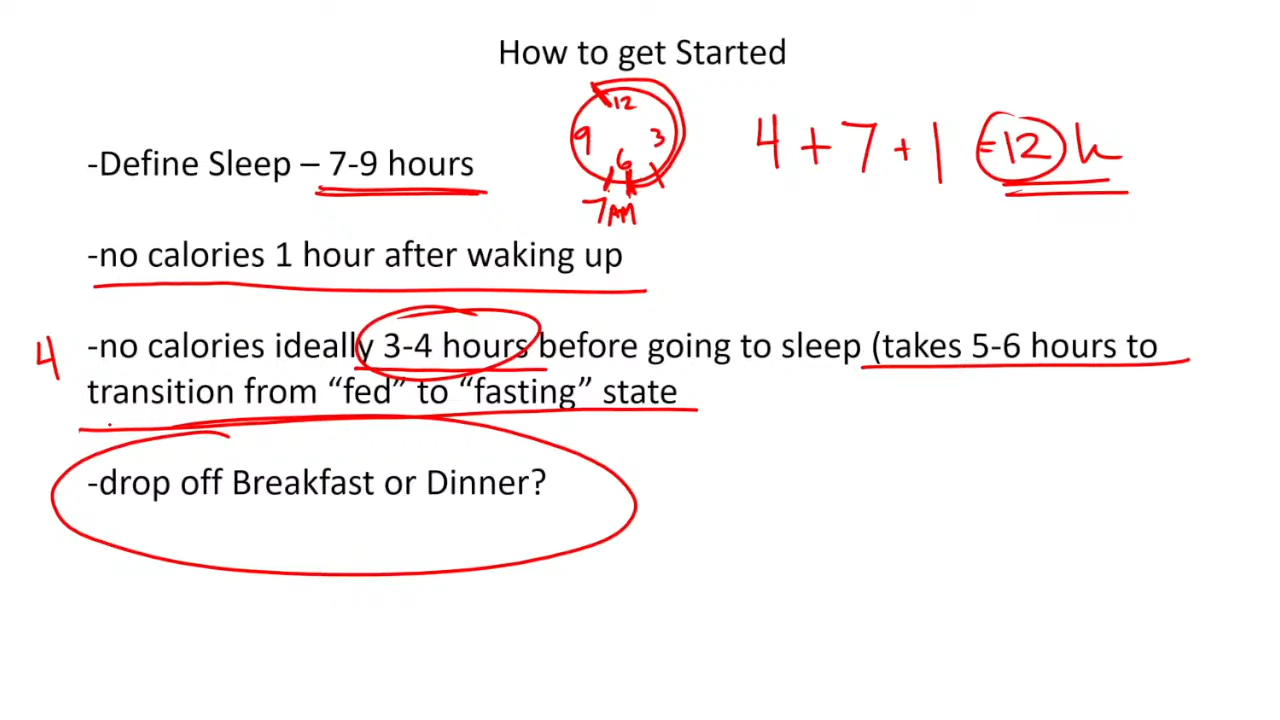 How to get Started
12
9 3
6
7AM
4 + 7 + 1 = 12 h
-Define Sleep – 7-9 hours
-no calories 1 hour after waking up
4
-no calories ideally 3-4 hours before going to sleep (takes 5-6 hours to
transition from “fed” to “fasting” state
-drop off Breakfast or Dinner?